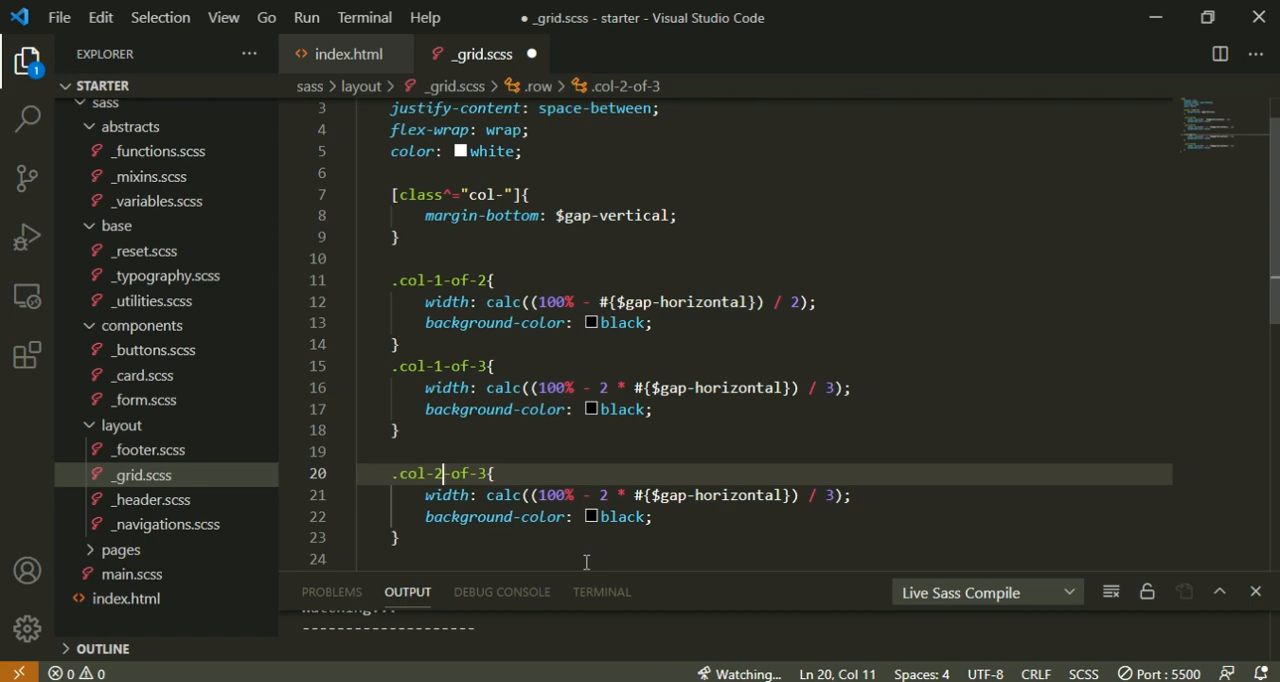 File Edit Selection View Go Run Terminal Help ● _grid.scss - starter - Visual Studio Code
EXPLORER ··· <> index.html _grid.scss ●
1
STARTER
sass > layout > _grid.scss > .row > .col-2-of-3
sass
abstracts
_functions.scss
_mixins.scss
_variables.scss
base
_reset.scss
_typography.scss
_utilities.scss
components
_buttons.scss
_card.scss
_form.scss
layout
_footer.scss
_grid.scss
_header.scss
_navigations.scss
pages
main.scss
<> index.html
OUTLINE
3 justify-content: space-between;
4 flex-wrap: wrap;
5 color: white;
6
7 [class^="col-"]{
8 margin-bottom: $gap-vertical;
9 }
10
11 .col-1-of-2{
12 width: calc((100% - #{$gap-horizontal}) / 2);
13 background-color: black;
14 }
15 .col-1-of-3{
16 width: calc((100% - 2 * #{$gap-horizontal}) / 3);
17 background-color: black;
18 }
19
20 .col-2-of-3{
21 width: calc((100% - 2 * #{$gap-horizontal}) / 3);
22 background-color: black;
23 }
24
PROBLEMS OUTPUT DEBUG CONSOLE TERMINAL Live Sass Compile
Watching...
--------------------
0 0 Watching... Ln 20, Col 11 Spaces: 4 UTF-8 CRLF SCSS Port : 5500